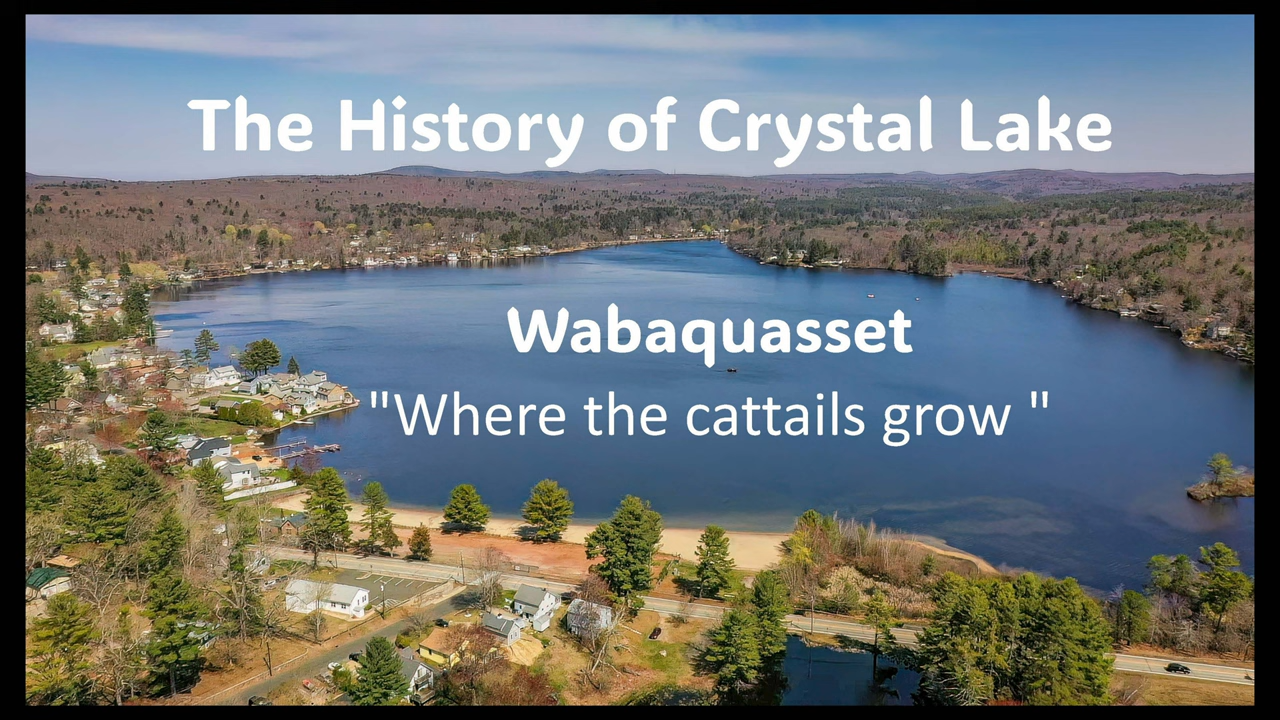 The History of Crystal Lake
Wabaquasset
"Where the cattails grow "